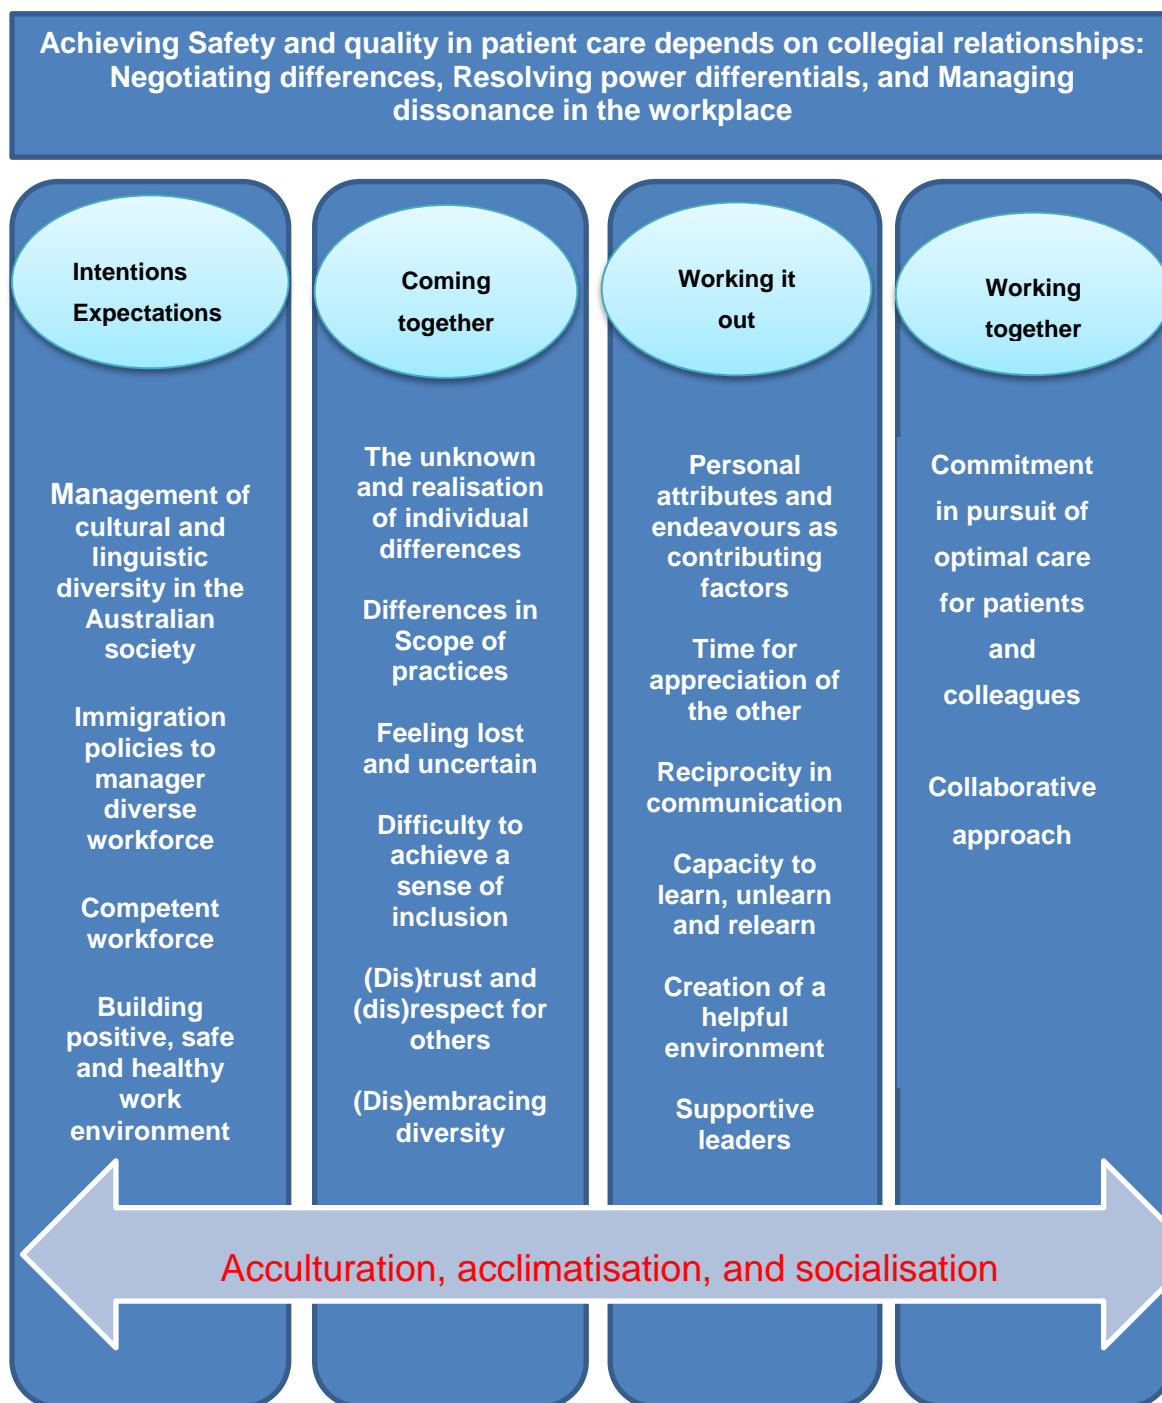 Achieving Safety and quality in patient care depends on collegial relationships:
Negotiating differences, Resolving power differentials, and Managing
dissonance in the workplace
Intentions
Expectations
Management of
cultural and
linguistic
diversity in the
Australian
society
Immigration
policies to
manager
diverse
workforce
Competent
workforce
Building
positive, safe
and healthy
work
environment
Coming
together
The unknown
and realisation
of individual
differences
Differences in
Scope of
practices
Feeling lost
and uncertain
Difficulty to
achieve a
sense of
inclusion
(Dis)trust and
(dis)respect for
others
(Dis)embracing
diversity
Working it
out
Personal
attributes and
endeavours as
contributing
factors
Time for
appreciation of
the other
Reciprocity in
communication
Capacity to
learn, unlearn
and relearn
Creation of a
helpful
environment
Supportive
leaders
Working
together
Commitment
in pursuit of
optimal care
for patients
and
colleagues
Collaborative
approach
Acculturation, acclimatisation, and socialisation